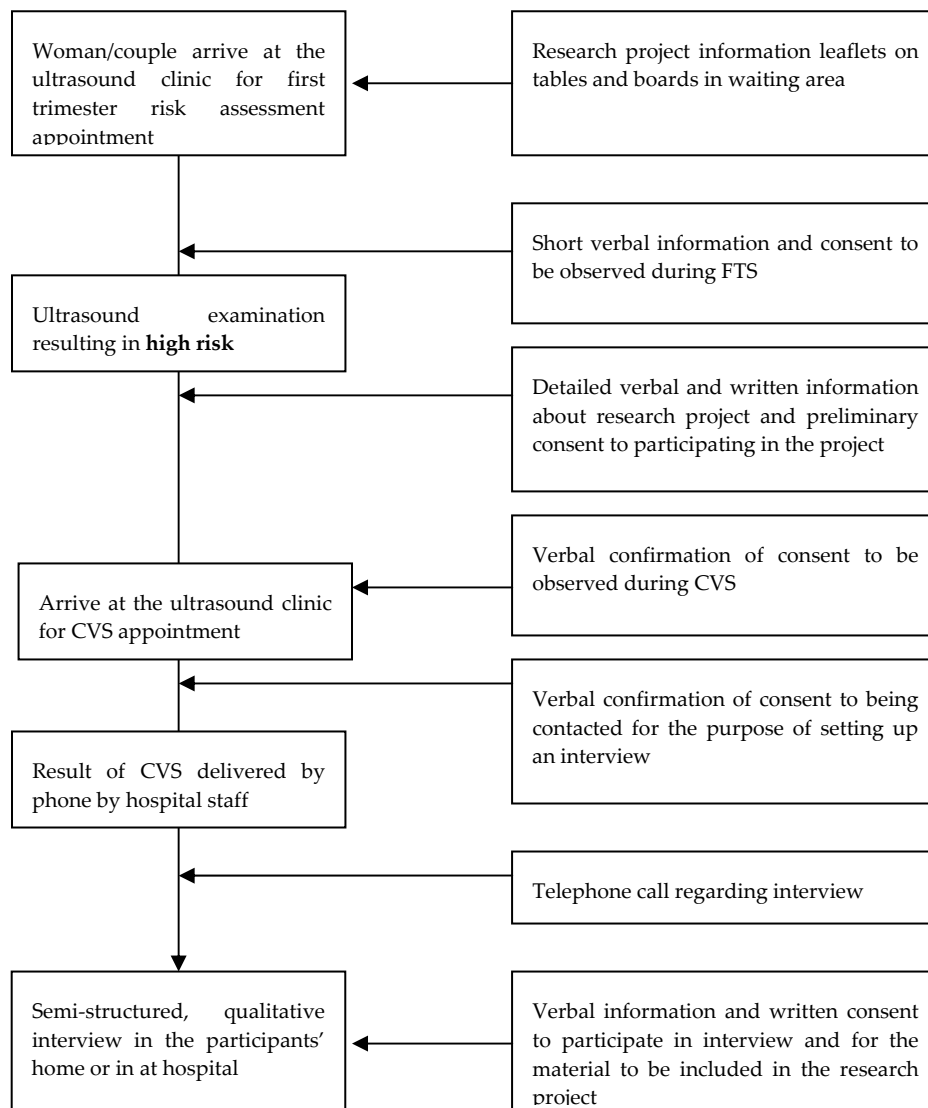 Woman/couple arrive at the
ultrasound clinic for first
trimester risk assessment
appointment
Research project information leaflets on
tables and boards in waiting area
Short verbal information and consent to
be observed during FTS
Ultrasound examination
resulting in high risk
Detailed verbal and written information
about research project and preliminary
consent to participating in the project
Verbal confirmation of consent to be
observed during CVS
Arrive at the ultrasound clinic
for CVS appointment
Verbal confirmation of consent to being
contacted for the purpose of setting up
an interview
Result of CVS delivered by
phone by hospital staff
Telephone call regarding interview
Semi-structured, qualitative
interview in the participants’
home or in at hospital
Verbal information and written consent
to participate in interview and for the
material to be included in the research
project